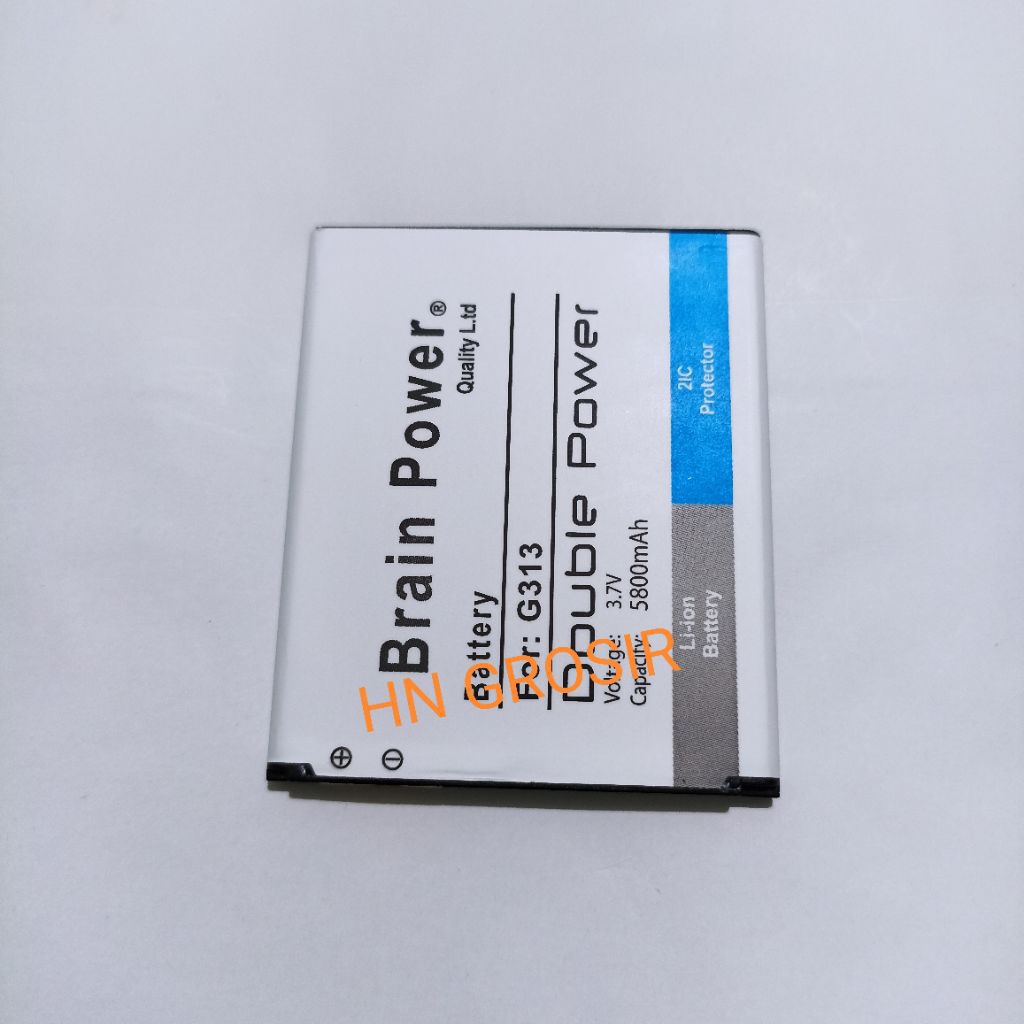 Brain Power®
Quality L.td
Battery
For: G313
Double Power
Voltage: 3.7V
Capacity: 5800mAh
Li-ion
Battery
2IC
Protector
HN GROSIR